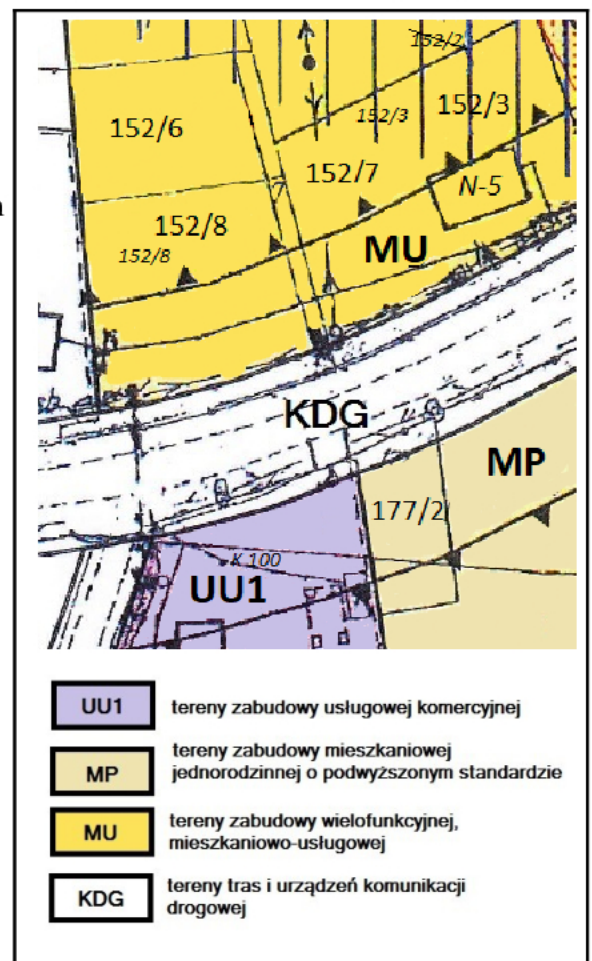 152/2
152/6
152/3
152/3
152/7
N-5
152/8
152/8
MU
KDG
MP
177/2
K 100
UU1
UU1 tereny zabudowy usługowej komercyjnej
MP tereny zabudowy mieszkaniowej
jednorodzinnej o podwyższonym standardzie
MU tereny zabudowy wielofunkcyjnej,
mieszkaniowo-usługowej
KDG tereny tras i urządzeń komunikacji
drogowej